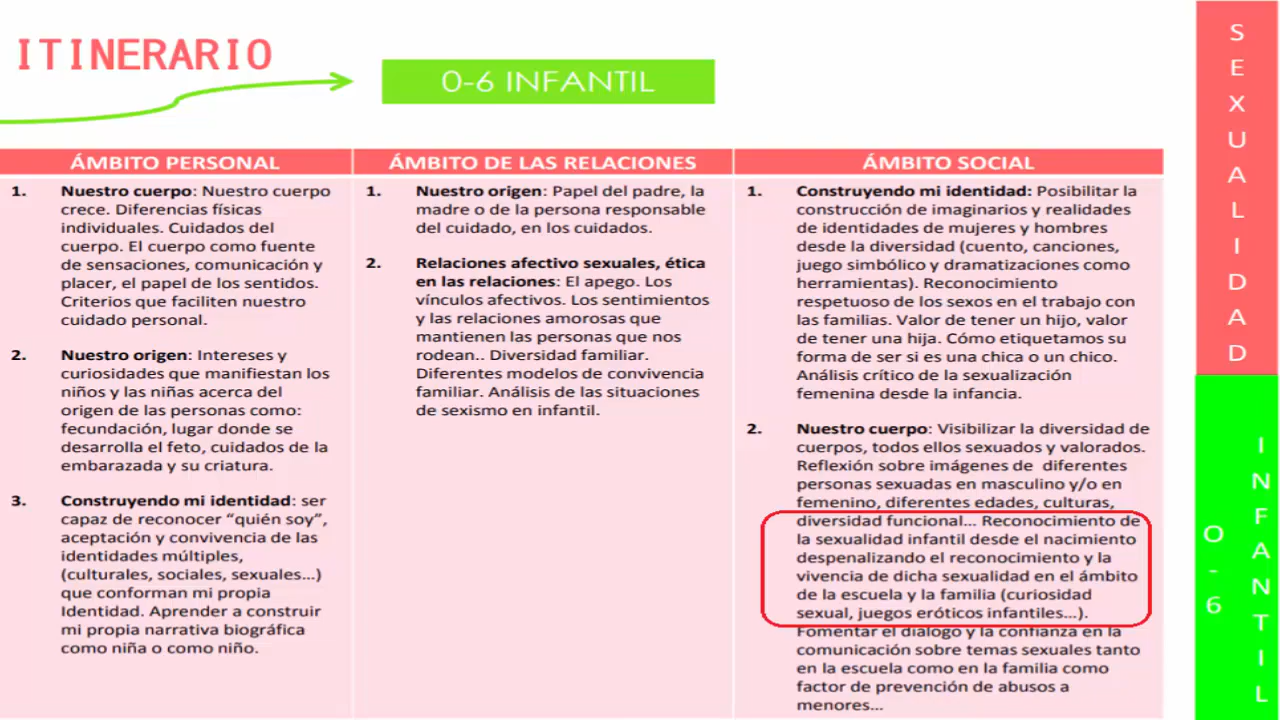 ITINERARIO
0-6 INFANTIL
ÁMBITO PERSONAL
1. Nuestro cuerpo: Nuestro cuerpo
crece. Diferencias físicas
individuales. Cuidados del
cuerpo. El cuerpo como fuente
de sensaciones, comunicación y
placer, el papel de los sentidos.
Criterios que faciliten nuestro
cuidado personal.
2. Nuestro origen: Intereses y
curiosidades que manifiestan los
niños y las niñas acerca del
origen de las personas como:
fecundación, lugar donde se
desarrolla el feto, cuidados de la
embarazada y su criatura.
3. Construyendo mi identidad: ser
capaz de reconocer “quién soy”,
aceptación y convivencia de las
identidades múltiples,
(culturales, sociales, sexuales…)
que conforman mi propia
Identidad. Aprender a construir
mi propia narrativa biográfica
como niña o como niño.
ÁMBITO DE LAS RELACIONES
1. Nuestro origen: Papel del padre, la
madre o de la persona responsable
del cuidado, en los cuidados.
2. Relaciones afectivo sexuales, ética
en las relaciones: El apego. Los
vínculos afectivos. Los sentimientos
y las relaciones amorosas que
mantienen las personas que nos
rodean.. Diversidad familiar.
Diferentes modelos de convivencia
familiar. Análisis de las situaciones
de sexismo en infantil.
ÁMBITO SOCIAL
1. Construyendo mi identidad: Posibilitar la
construcción de imaginarios y realidades
de identidades de mujeres y hombres
desde la diversidad (cuento, canciones,
juego simbólico y dramatizaciones como
herramientas). Reconocimiento
respetuoso de los sexos en el trabajo con
las familias. Valor de tener un hijo, valor
de tener una hija. Cómo etiquetamos su
forma de ser si es una chica o un chico.
Análisis crítico de la sexualización
femenina desde la infancia.
2. Nuestro cuerpo: Visibilizar la diversidad de
cuerpos, todos ellos sexuados y valorados.
Reflexión sobre imágenes de diferentes
personas sexuadas en masculino y/o en
femenino, diferentes edades, culturas,
diversidad funcional… Reconocimiento de
la sexualidad infantil desde el nacimiento
despenalizando el reconocimiento y la
vivencia de dicha sexualidad en el ámbito
de la escuela y la familia (curiosidad
sexual, juegos eróticos infantiles…).
Fomentar el dialogo y la confianza en la
comunicación sobre temas sexuales tanto
en la escuela como en la familia como
factor de prevención de abusos a
menores…
SEXUALIDAD
0-6
INFANTIL